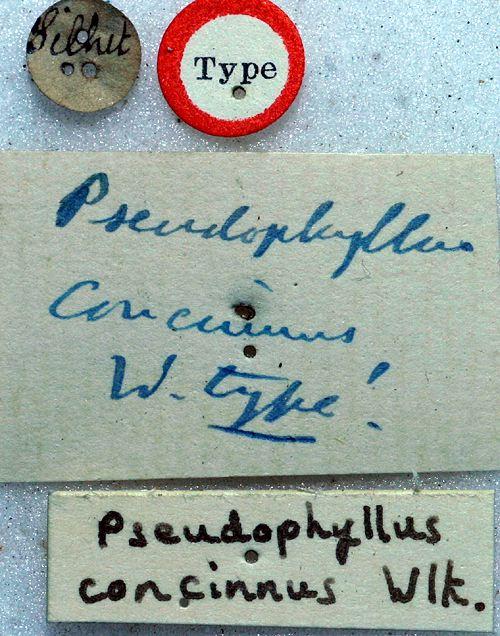 Silhet
Type
Pseudophyllus
concinnus
W. type!
Pseudophyllus
concinnus Wlk.